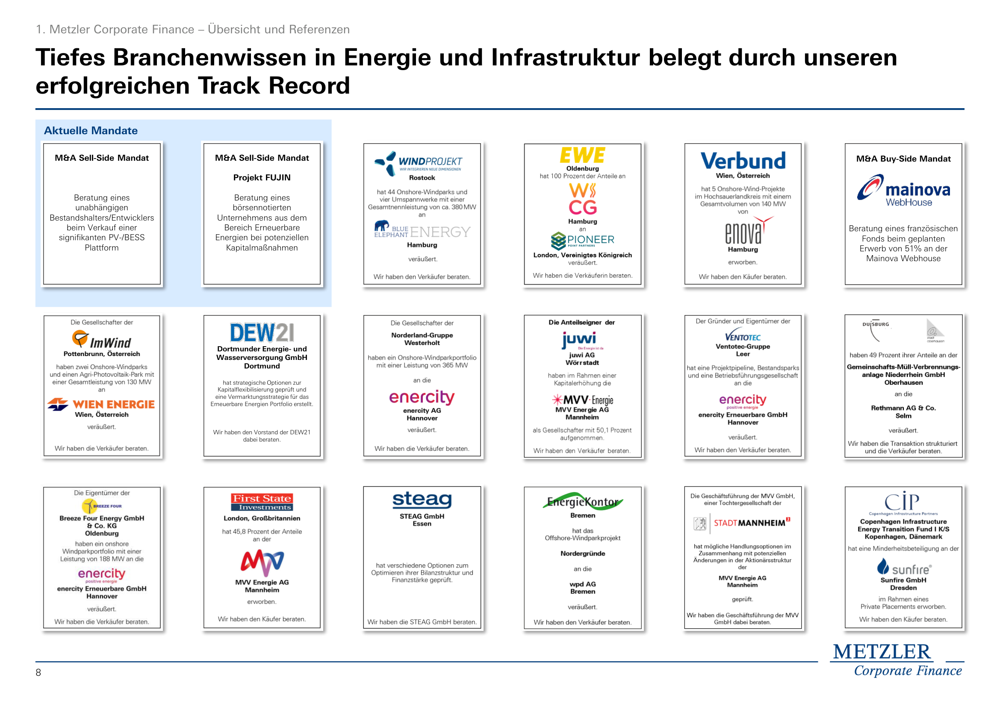 1. Metzler Corporate Finance – Übersicht und Referenzen
Tiefes Branchenwissen in Energie und Infrastruktur belegt durch unseren
erfolgreichen Track Record
Aktuelle Mandate
M&A Sell-Side Mandat
Beratung eines
unabhängigen
Bestandshalters/Entwicklers
beim Verkauf einer
signifikanten PV-/BESS
Plattform
M&A Sell-Side Mandat
Projekt FUJIN
Beratung eines
börsennotierten
Unternehmens aus dem
Bereich Erneuerbare
Energien bei potenziellen
Kapitalmaßnahmen
WINDPROJEKT
WIR INTEGRIEREN NEUE DIMENSIONEN
Rostock
hat 44 Onshore-Windparks und
vier Umspannwerke mit einer
Gesamtnennleistung von ca. 380 MW
an
BLUE
ELEPHANT ENERGY
Hamburg
veräußert.
Wir haben den Verkäufer beraten.
EWE
Oldenburg
hat 100 Prozent der Anteile an
W
CG
Hamburg
an
PIONEER
POINT PARTNERS
London, Vereinigtes Königreich
veräußert.
Wir haben die Verkäuferin beraten.
Verbund
Wien, Österreich
hat 5 Onshore-Wind-Projekte
im Hochsauerlandkreis mit einem
Gesamtvolumen von 140 MW
von
enova
Hamburg
erworben.
Wir haben den Käufer beraten.
M&A Buy-Side Mandat
mainova
WebHouse
Beratung eines französischen
Fonds beim geplanten
Erwerb von 51% an der
Mainova Webhouse
Die Gesellschafter der
ImWind
Pottenbrunn, Österreich
haben zwei Onshore-Windparks
und einen Agri-Photovoltaik-Park mit
einer Gesamtleistung von 130 MW
an
WIEN ENERGIE
Wien, Österreich
veräußert.
Wir haben die Verkäufer beraten.
DEW21
Dortmunder Energie- und
Wasserversorgung GmbH
Dortmund
hat strategische Optionen zur
Kapitalflexibilisierung geprüft und
eine Vermarktungsstrategie für das
Erneuerbare Energien Portfolio erstellt.
Wir haben den Vorstand der DEW21
dabei beraten.
Die Gesellschafter der
Norderland-Gruppe
Westerholt
haben ein Onshore-Windparkportfolio
mit einer Leistung von 365 MW
an die
enercity
enercity AG
Hannover
veräußert.
Wir haben die Verkäufer beraten.
Die Anteilseigner der
juwi
Die Energie ist da
juwi AG
Wörrstadt
haben im Rahmen einer
Kapitalerhöhung die
MVV Energie
MVV Energie AG
Mannheim
als Gesellschafter mit 50,1 Prozent
aufgenommen.
Wir haben den Verkäufer beraten.
Der Gründer und Eigentümer der
VENTOTEC
Ventotec-Gruppe
Leer
hat eine Projektpipeline, Bestandsparks
und eine Betriebsführungsgesellschaft
an die
enercity
positive energie
enercity Erneuerbare GmbH
Hannover
veräußert.
Wir haben den Verkäufer beraten.
DUISBURG
stadt
oberhausen
haben 49 Prozent ihrer Anteile an der
Gemeinschafts-Müll-Verbrennungs-
anlage Niederrhein GmbH
Oberhausen
an die
Rethmann AG & Co.
Selm
veräußert.
Wir haben die Transaktion strukturiert
und die Verkäufer beraten.
Die Eigentümer der
BREEZE FOUR
Breeze Four Energy GmbH
& Co. KG
Oldenburg
haben ein onshore
Windparkportfolio mit einer
Leistung von 188 MW an die
enercity
positive energie
enercity Erneuerbare GmbH
Hannover
veräußert.
Wir haben die Verkäufer beraten.
First State
Investments
London, Großbritannien
hat 45,8 Prozent der Anteile
an der
MVV
MVV Energie AG
Mannheim
erworben.
Wir haben den Käufer beraten.
steag
STEAG GmbH
Essen
hat verschiedene Optionen zum
Optimieren ihrer Bilanzstruktur und
Finanzstärke geprüft.
Wir haben die STEAG GmbH beraten.
EnergieKontor
Bremen
hat das
Offshore-Windparkprojekt
Nordergründe
an die
wpd AG
Bremen
veräußert.
Wir haben den Verkäufer beraten.
Die Geschäftsführung der MVV GmbH,
einer Tochtergesellschaft der
STADTMANNHEIM²
hat mögliche Handlungsoptionen im
Zusammenhang mit potenziellen
Änderungen in der Aktionärsstruktur
der
MVV Energie AG
Mannheim
geprüft.
Wir haben die Geschäftsführung der MVV
GmbH dabei beraten.
CIP
Copenhagen Infrastructure Partners
Copenhagen Infrastructure
Energy Transition Fund I K/S
Kopenhagen, Dänemark
hat eine Minderheitsbeteiligung an der
sunfire®
Sunfire GmbH
Dresden
im Rahmen eines
Private Placements erworben.
Wir haben den Käufer beraten.
METZLER
Corporate Finance
8